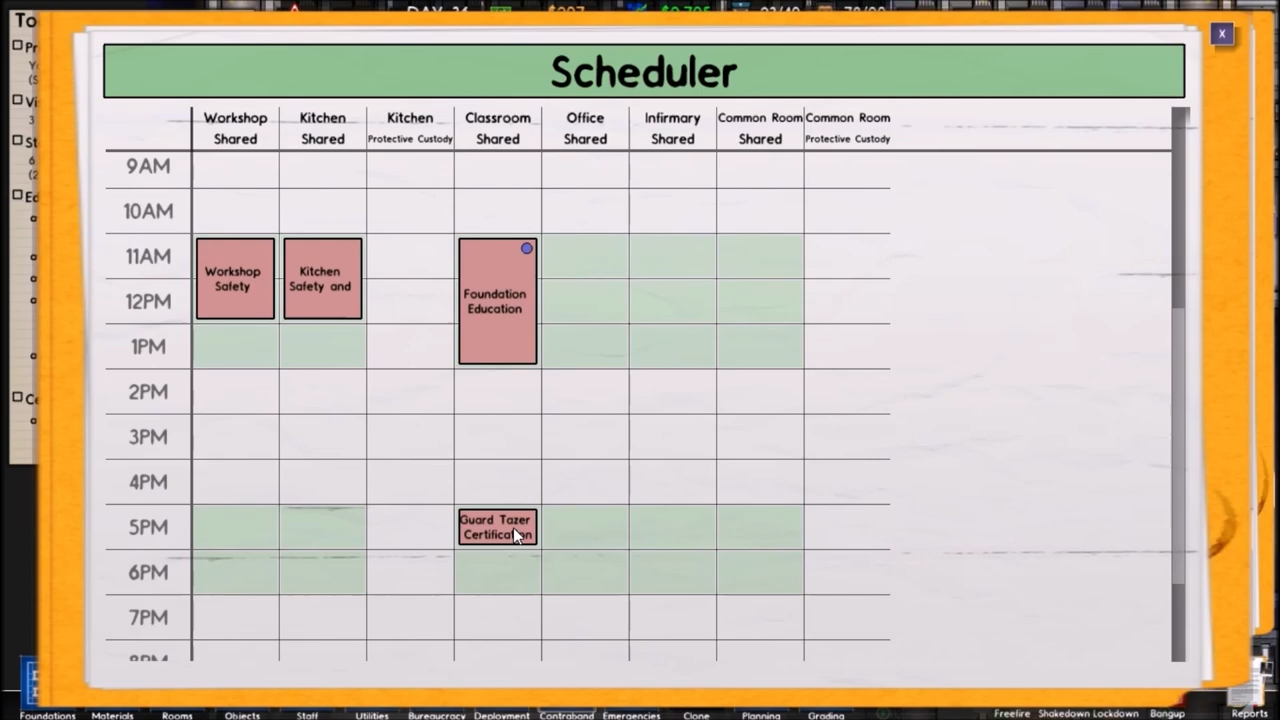 To
Pr
Scheduler
x
Workshop Kitchen Kitchen Classroom Office Infirmary Common Room Common Room
Shared Shared Protective Custody Shared Shared Shared Shared Protective Custody
9AM
10AM
11AM
12PM
1PM
2PM
3PM
4PM
5PM
6PM
7PM
8PM
Workshop
Safety
Kitchen
Safety and
Foundation
Education
Guard Tazer
Certification
Foundations Materials Rooms Objects Staff Utilities Bureaucracy Deployment Contraband Emergencies Clone Planning Grading
Freefire Shakedown Lockdown Bangup Reports